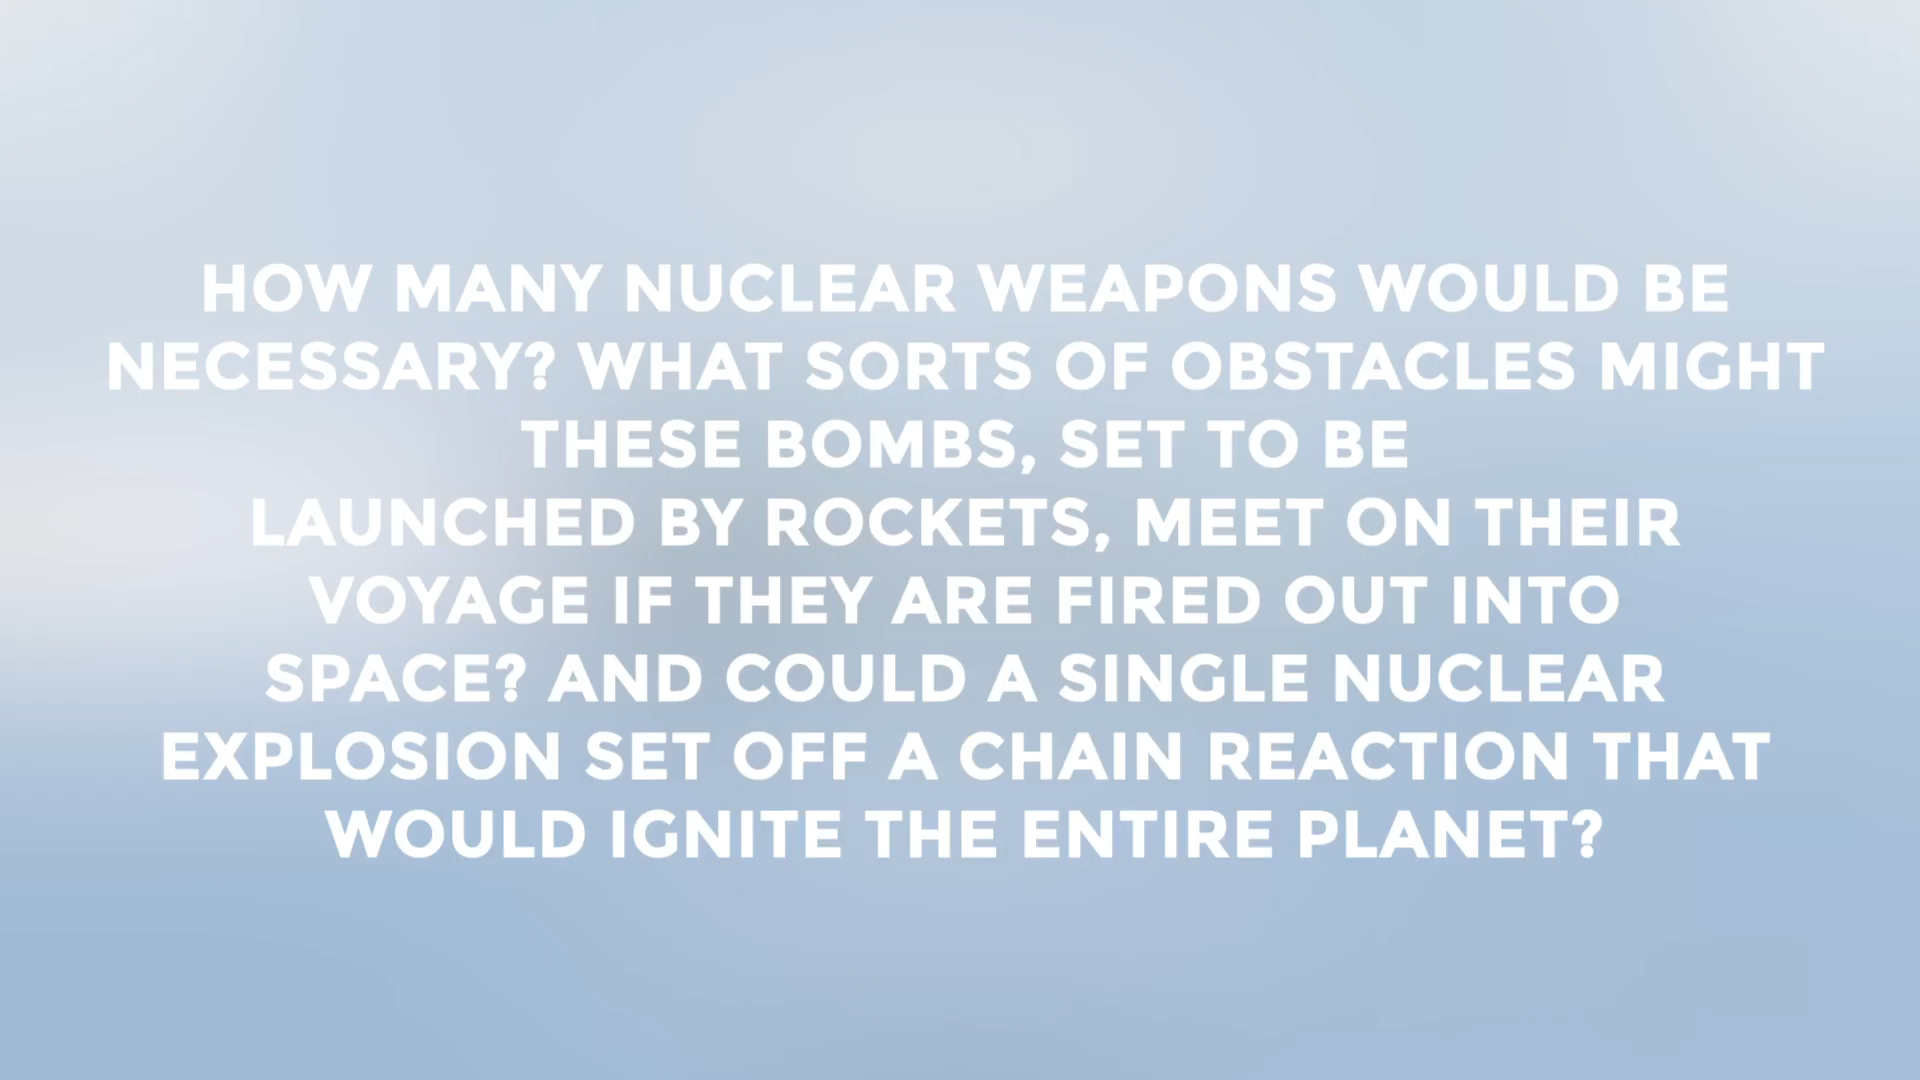 HOW MANY NUCLEAR WEAPONS WOULD BE
NECESSARY? WHAT SORTS OF OBSTACLES MIGHT
THESE BOMBS, SET TO BE
LAUNCHED BY ROCKETS, MEET ON THEIR
VOYAGE IF THEY ARE FIRED OUT INTO
SPACE? AND COULD A SINGLE NUCLEAR
EXPLOSION SET OFF A CHAIN REACTION THAT
WOULD IGNITE THE ENTIRE PLANET?